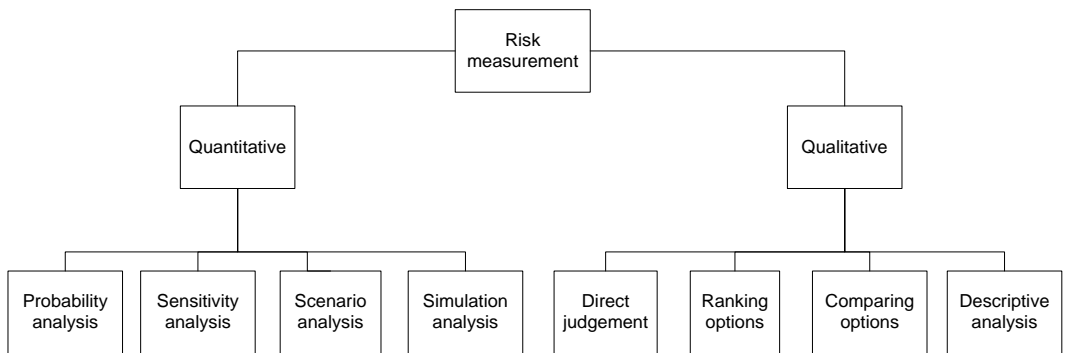 Risk
measurement
Quantitative
Qualitative
Probability
analysis
Sensitivity
analysis
Scenario
analysis
Simulation
analysis
Direct
judgement
Ranking
options
Comparing
options
Descriptive
analysis